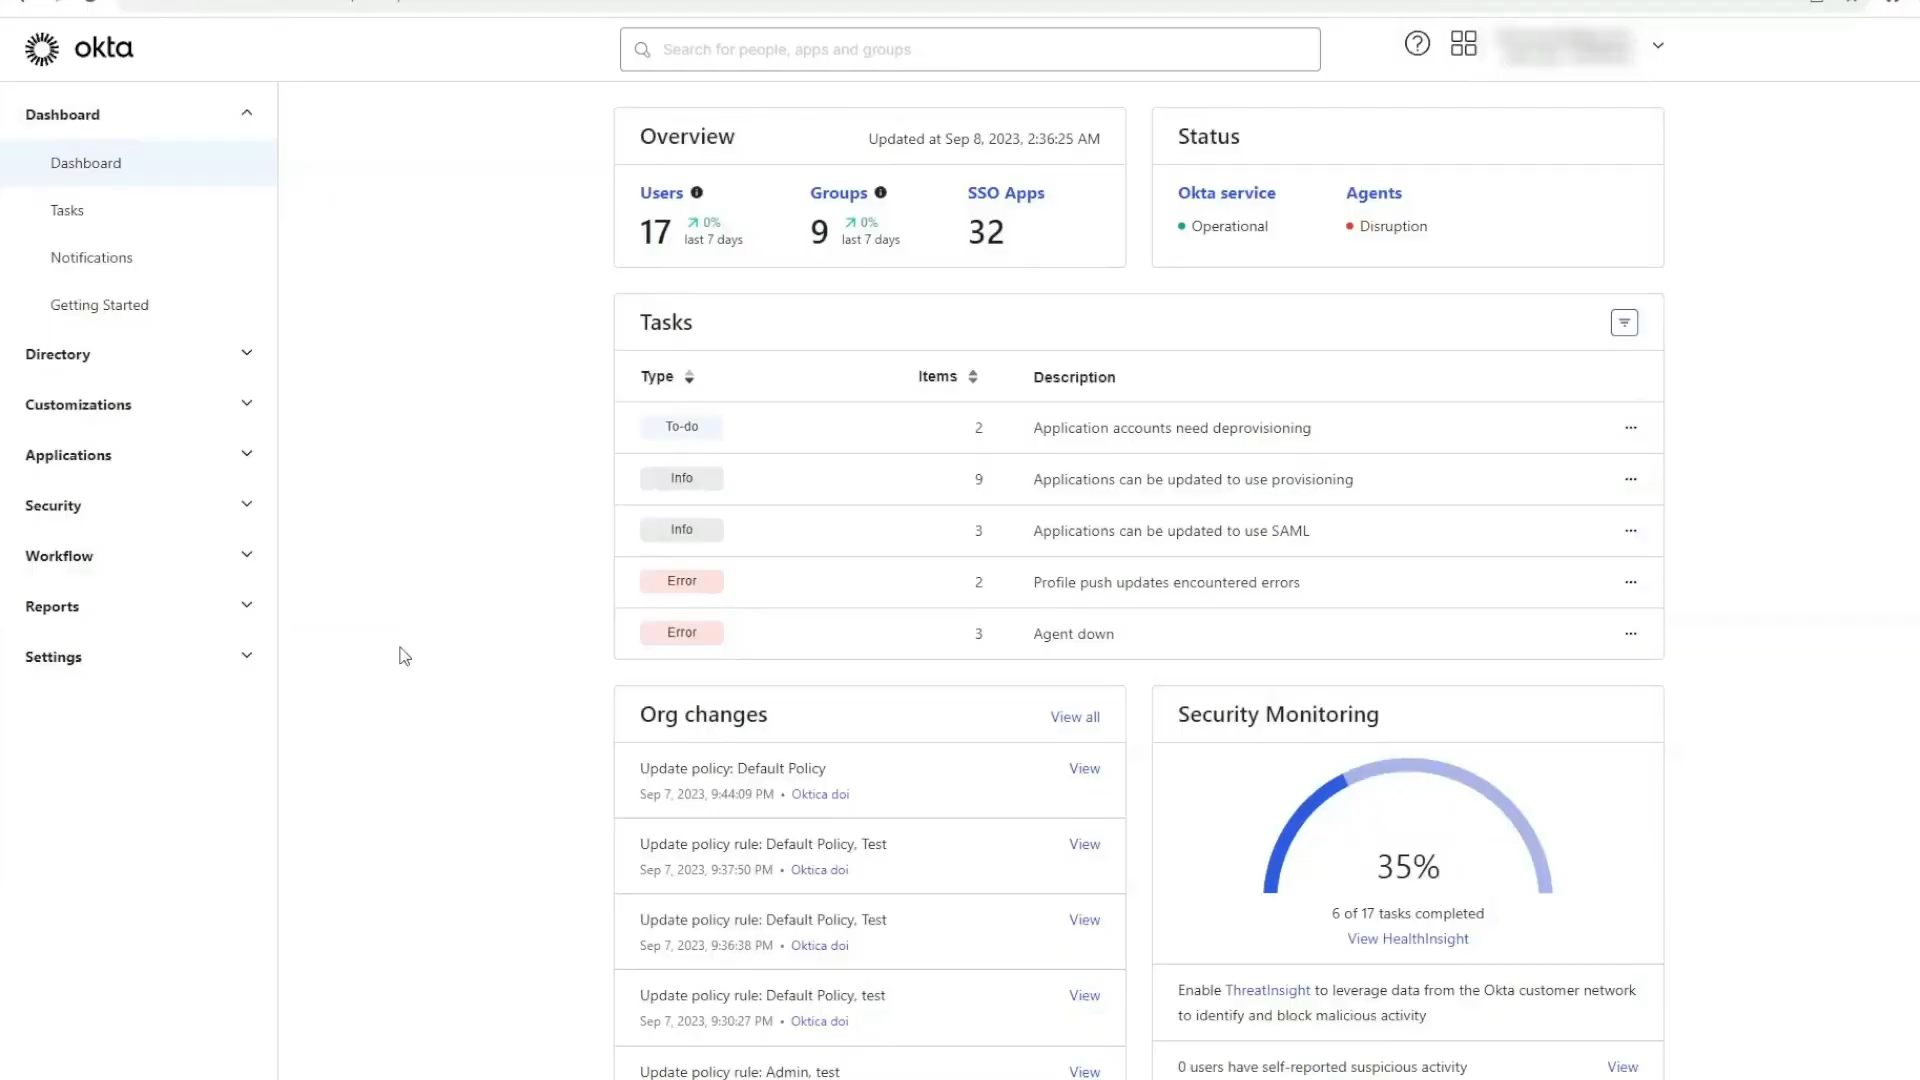 okta
Search for people, apps and groups
Dashboard
Dashboard
Tasks
Notifications
Getting Started
Directory
Customizations
Applications
Security
Workflow
Reports
Settings
Overview
Updated at Sep 8, 2023, 2:36:25 AM
Users
Groups
SSO Apps
17
0%
last 7 days
9
0%
last 7 days
32
Status
Okta service
Agents
Operational
Disruption
Tasks
Type Items Description
To-do 2 Application accounts need deprovisioning
Info 9 Applications can be updated to use provisioning
Info 3 Applications can be updated to use SAML
Error 2 Profile push updates encountered errors
Error 3 Agent down
Org changes
View all
Update policy: Default Policy
View
Sep 7, 2023, 9:44:09 PM • Oktica doi
Update policy rule: Default Policy, Test
View
Sep 7, 2023, 9:37:50 PM • Oktica doi
Update policy rule: Default Policy, Test
View
Sep 7, 2023, 9:36:38 PM • Oktica doi
Update policy rule: Default Policy, test
View
Sep 7, 2023, 9:30:27 PM • Oktica doi
Update policy rule: Admin, test
View
Security Monitoring
35%
6 of 17 tasks completed
View HealthInsight
Enable ThreatInsight to leverage data from the Okta customer network
to identify and block malicious activity
0 users have self-reported suspicious activity
View